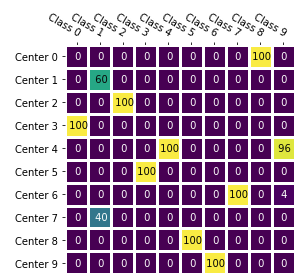 Class 0 Class 1 Class 2 Class 3 Class 4 Class 5 Class 6 Class 7 Class 8 Class 9
Center 0 0 0 0 0 0 0 0 0 100 0
Center 1 0 60 0 0 0 0 0 0 0 0
Center 2 0 0 100 0 0 0 0 0 0 0
Center 3 100 0 0 0 0 0 0 0 0 0
Center 4 0 0 0 0 100 0 0 0 0 96
Center 5 0 0 0 100 0 0 0 0 0 0
Center 6 0 0 0 0 0 0 0 100 0 4
Center 7 0 40 0 0 0 0 0 0 0 0
Center 8 0 0 0 0 0 100 0 0 0 0
Center 9 0 0 0 0 0 0 100 0 0 0